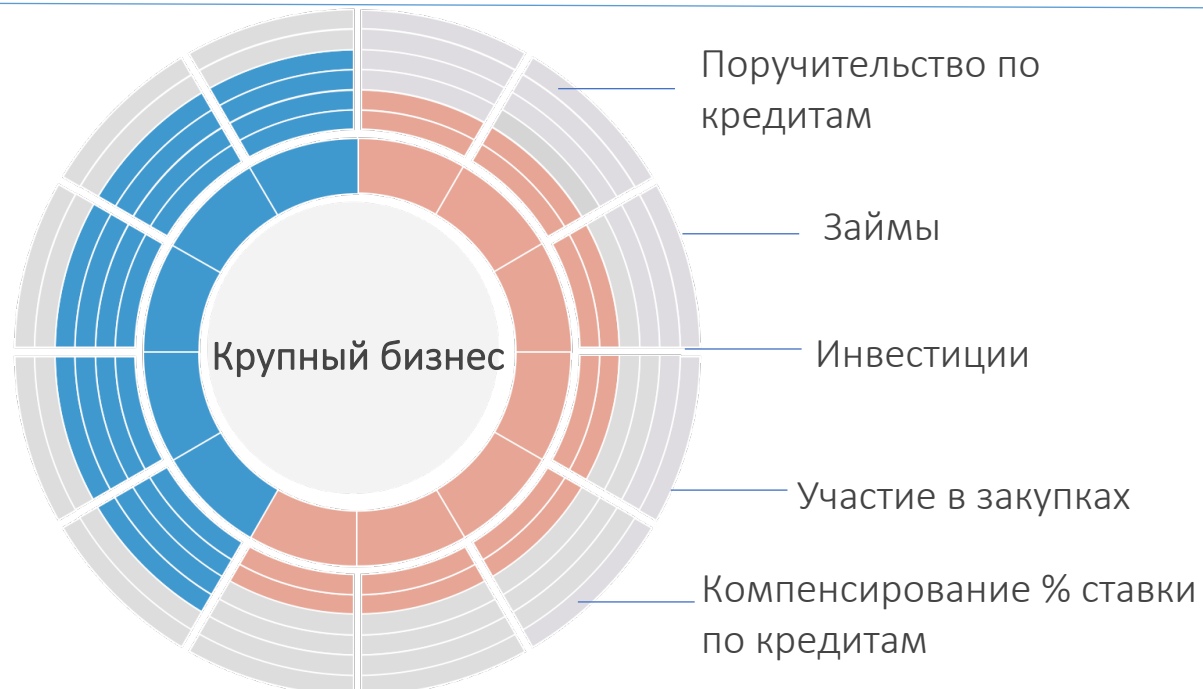 Поручительство по
кредитам
Займы
Крупный бизнес
Инвестиции
Участие в закупках
Компенсирование % ставки
по кредитам